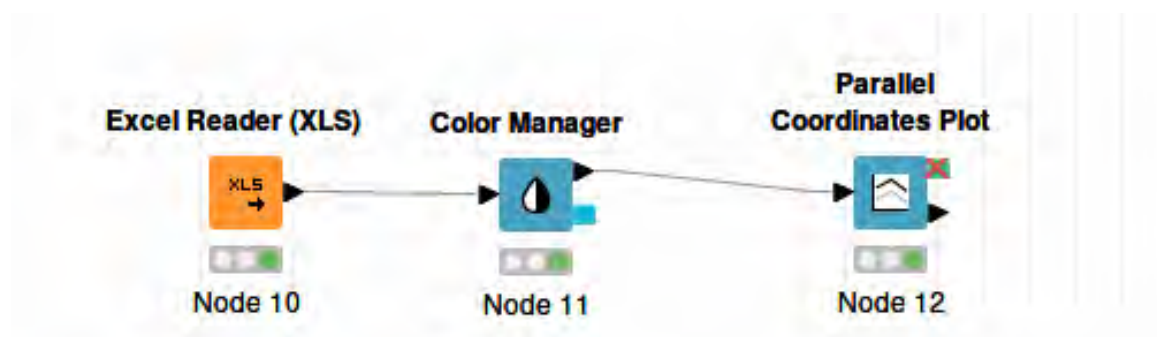 Parallel
Excel Reader (XLS) Color Manager Coordinates Plot
XLS
Node 10 Node 11 Node 12